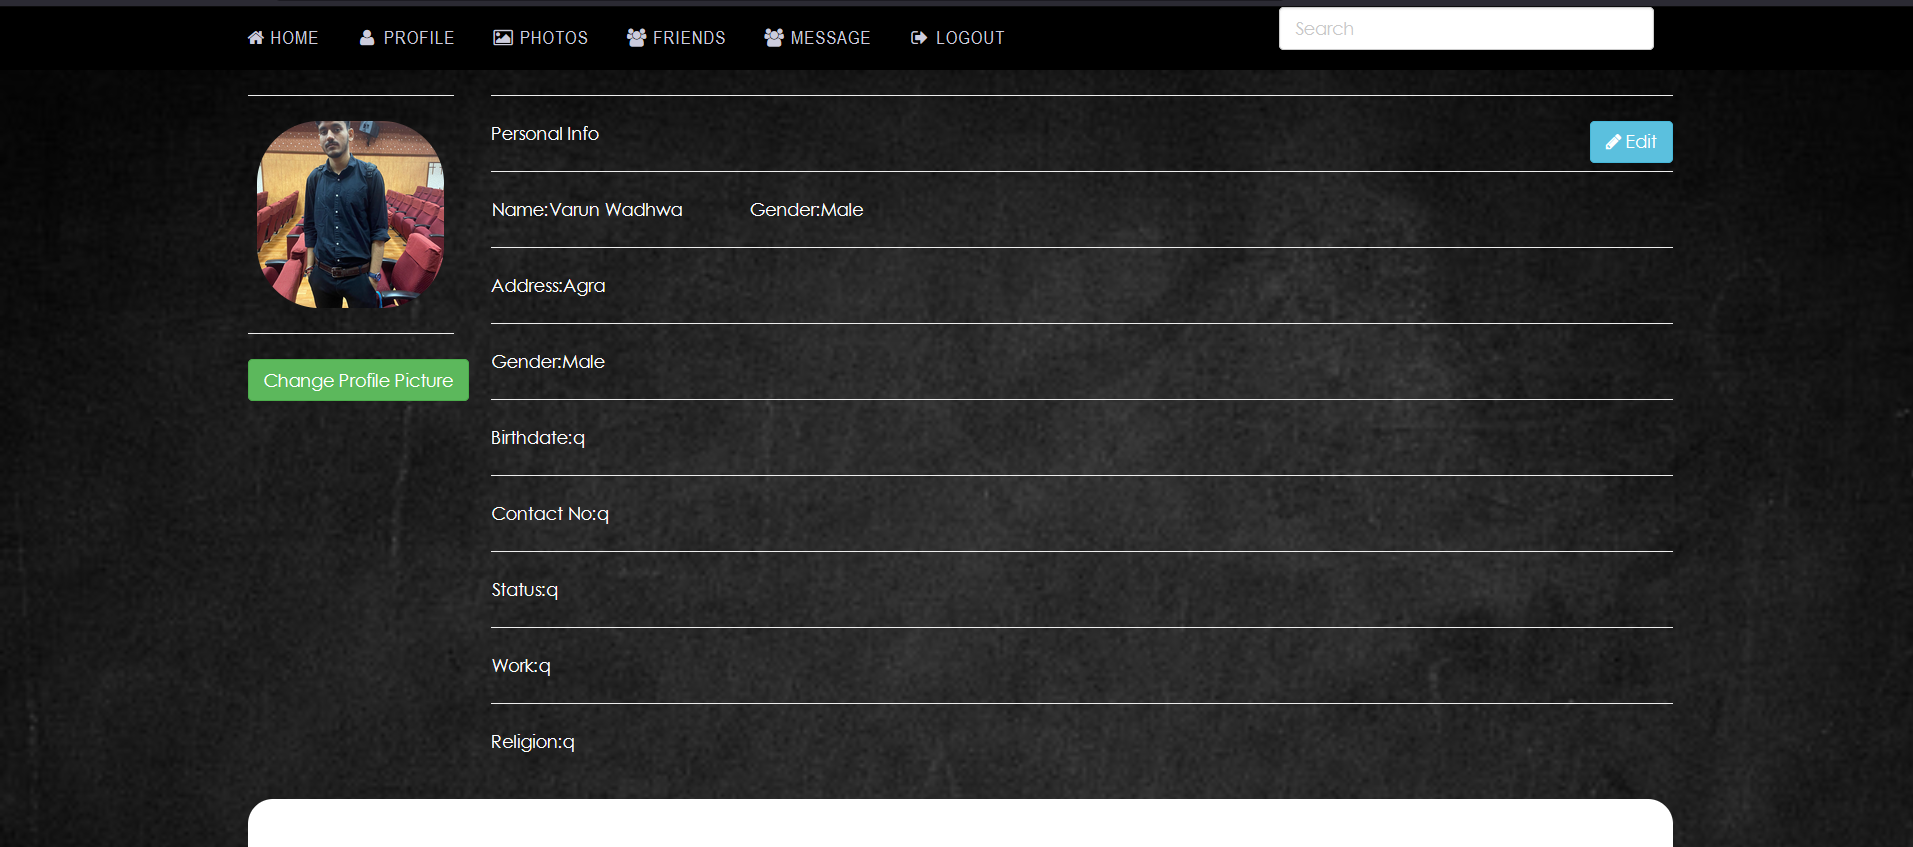 HOME PROFILE PHOTOS FRIENDS MESSAGE LOGOUT Search
Personal Info Edit
Name:Varun Wadhwa Gender:Male
Address:Agra
Gender:Male
Change Profile Picture
Birthdate:q
Contact No:q
Status:q
Work:q
Religion:q